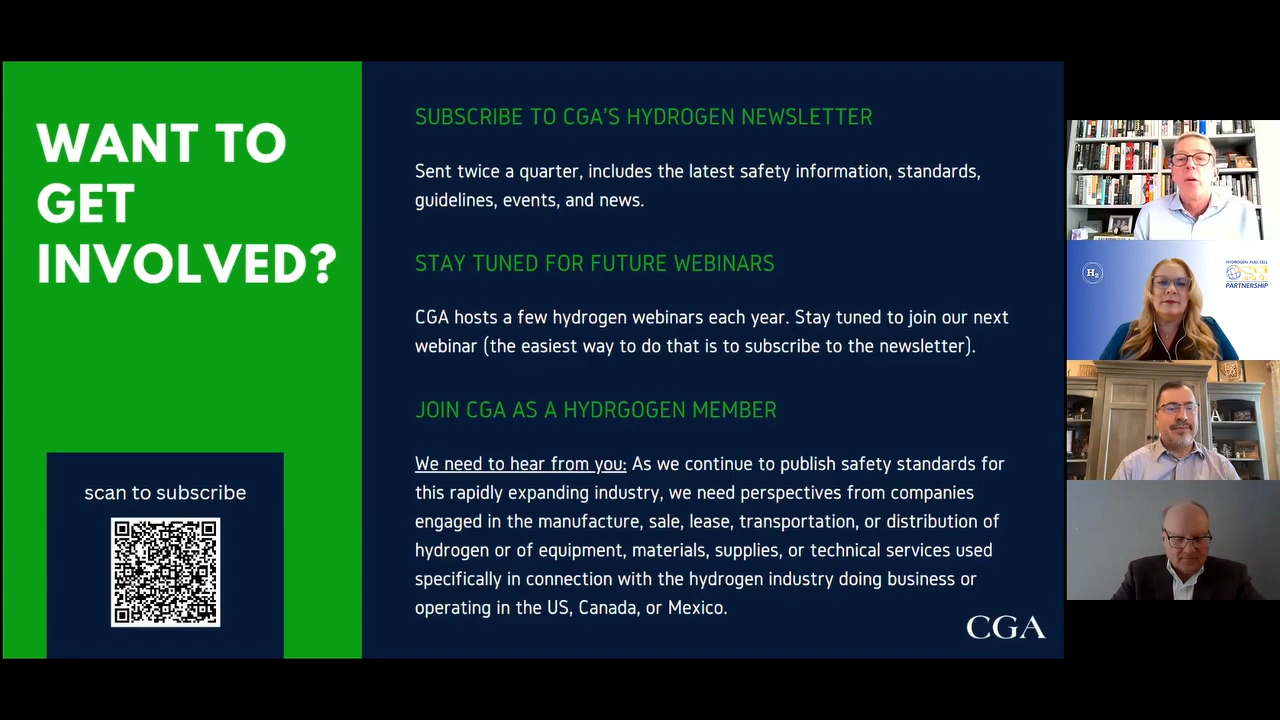 WANT TO
GET
INVOLVED?
scan to subscribe
SUBSCRIBE TO CGA'S HYDROGEN NEWSLETTER
Sent twice a quarter, includes the latest safety information, standards,
guidelines, events, and news.
STAY TUNED FOR FUTURE WEBINARS
CGA hosts a few hydrogen webinars each year. Stay tuned to join our next
webinar (the easiest way to do that is to subscribe to the newsletter).
JOIN CGA AS A HYDRGOGEN MEMBER
We need to hear from you: As we continue to publish safety standards for
this rapidly expanding industry, we need perspectives from companies
engaged in the manufacture, sale, lease, transportation, or distribution of
hydrogen or of equipment, materials, supplies, or technical services used
specifically in connection with the hydrogen industry doing business or
operating in the US, Canada, or Mexico.
CGA
H₂
HYDROGEN FUEL CELL
PARTNERSHIP
A